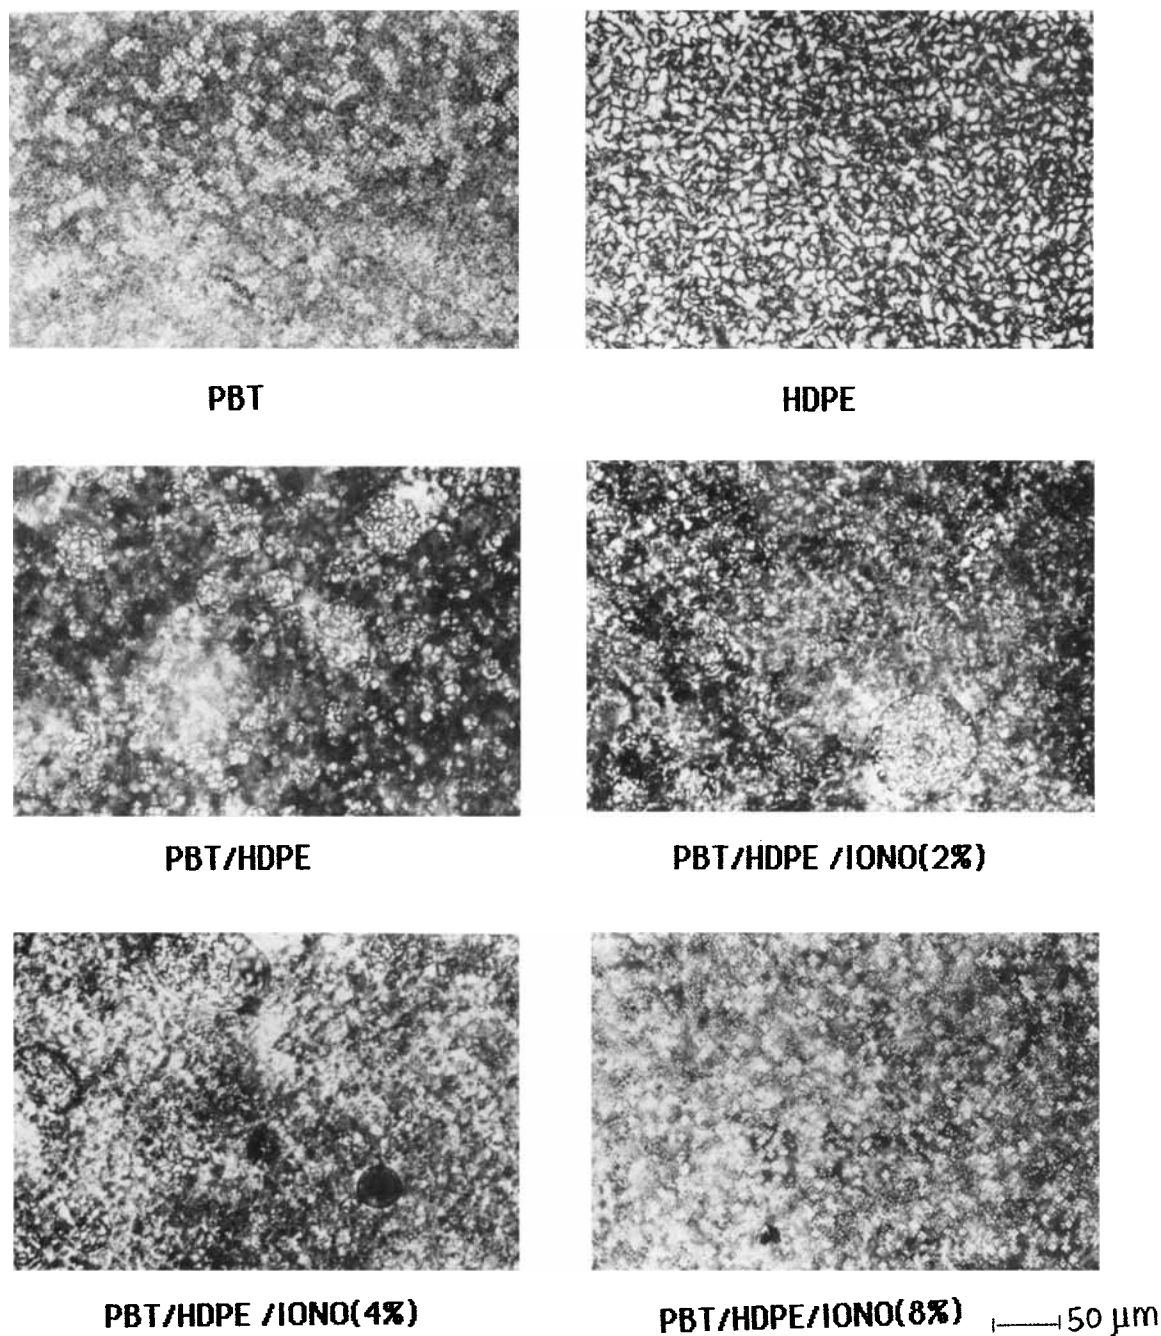 PBT
HDPE
PBT/HDPE
PBT/HDPE /IONO(2%)
PBT/HDPE /IONO(4%)
PBT/HDPE/IONO(8%)
50 μm